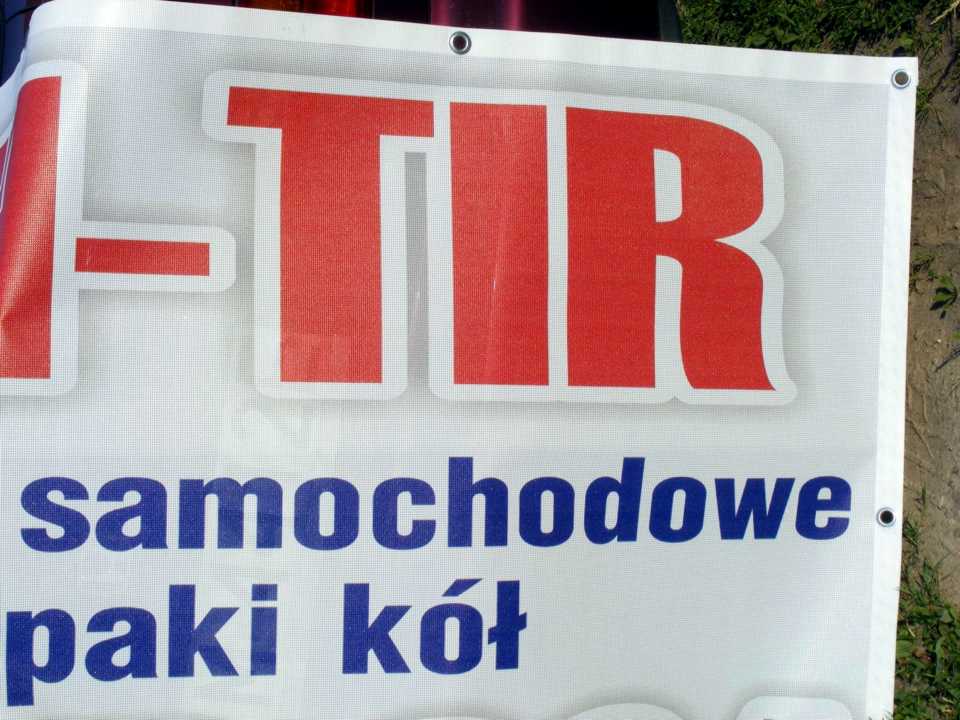 -TIR
samochodowe
paki kół